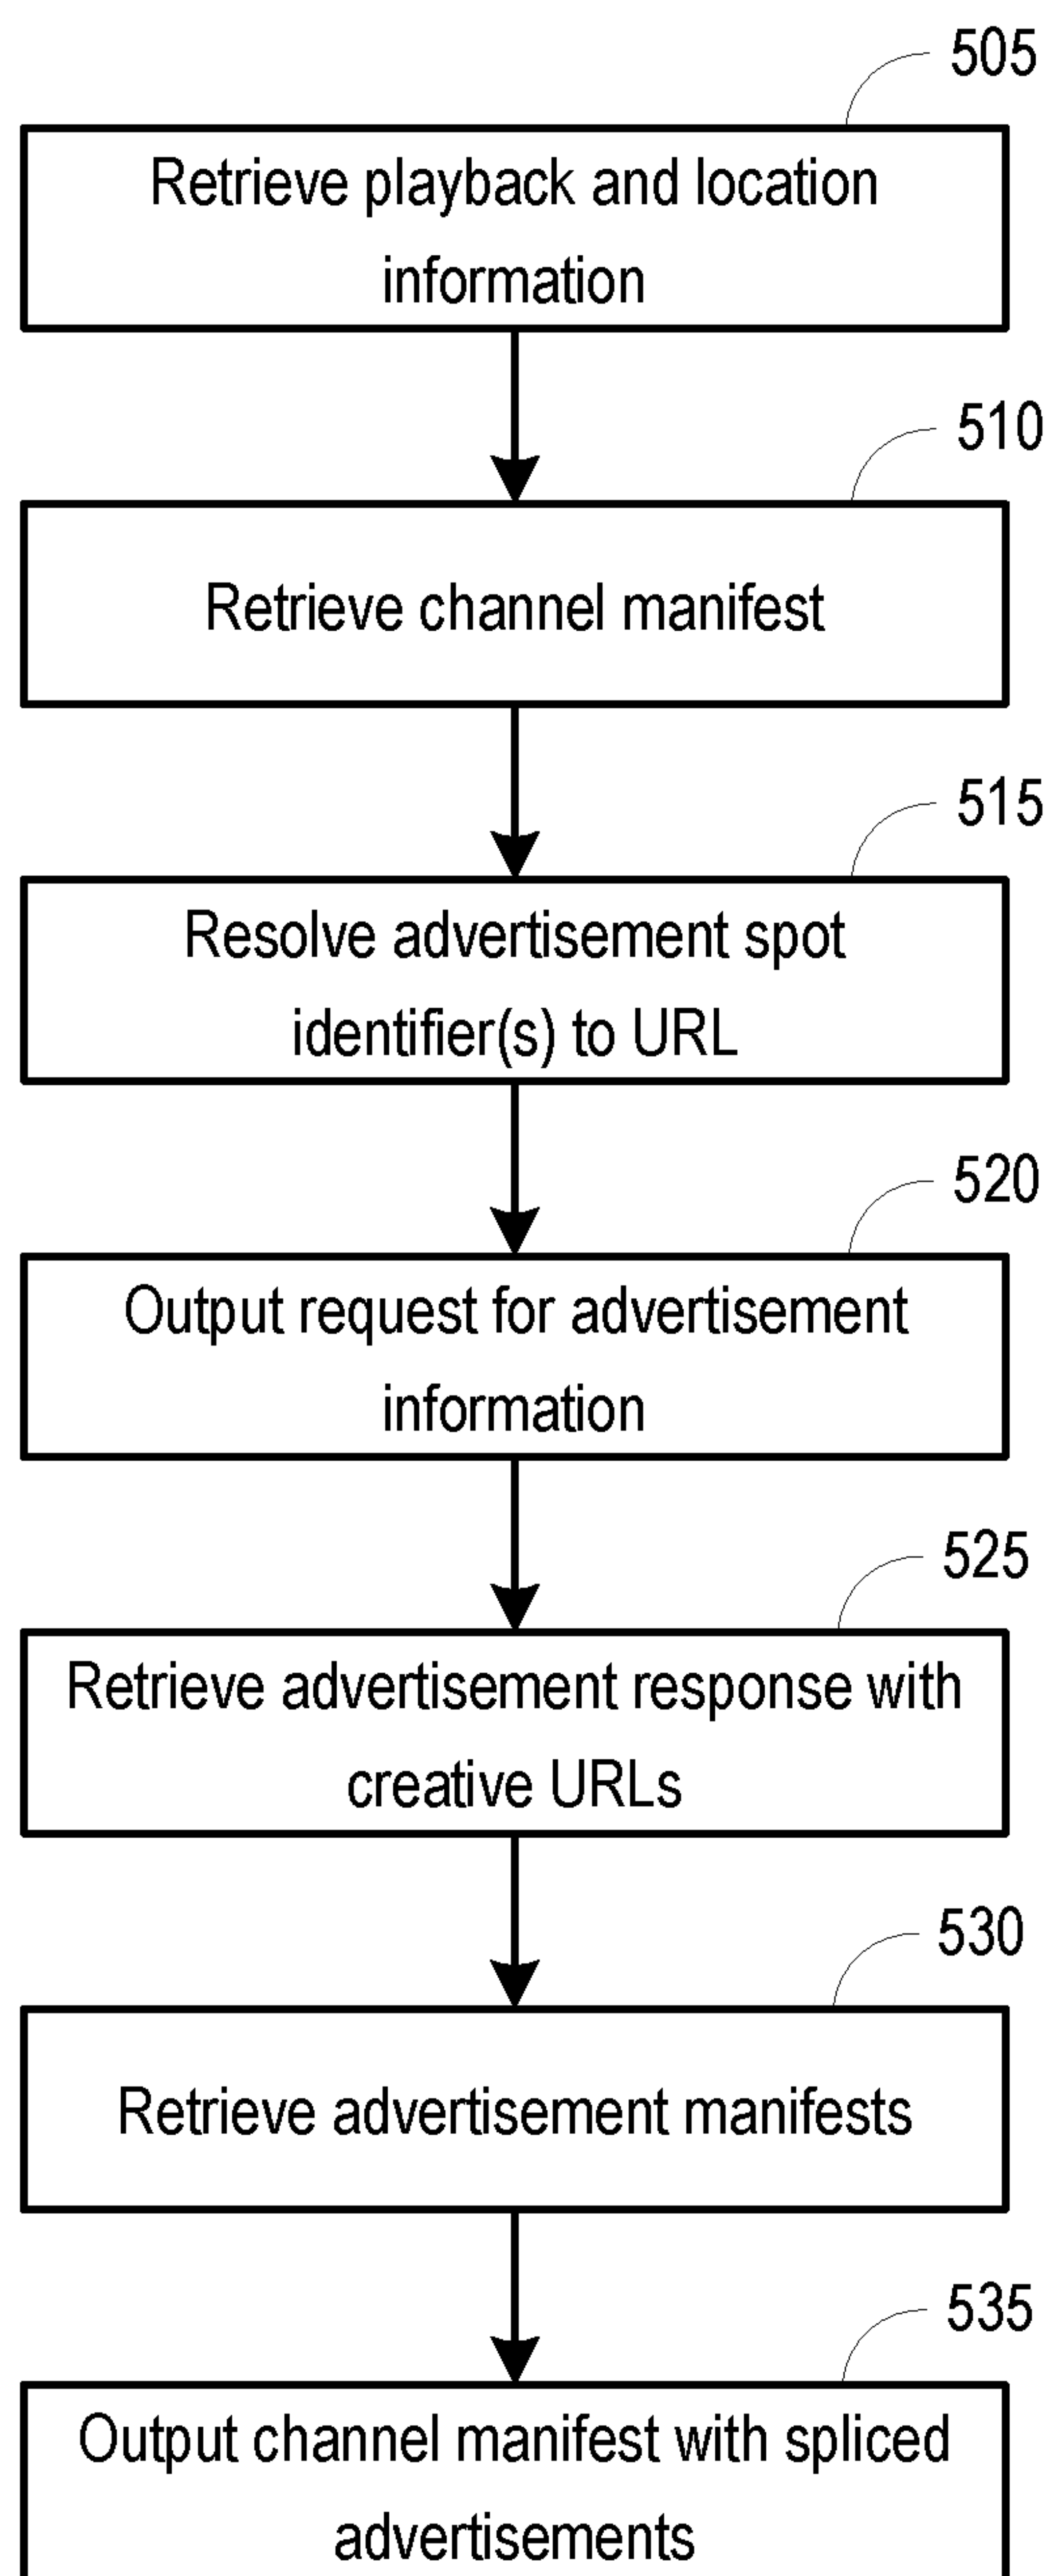 505
Retrieve playback and location
information
510
Retrieve channel manifest
515
Resolve advertisement spot
identifier(s) to URL
520
Output request for advertisement
information
525
Retrieve advertisement response with
creative URLs
530
Retrieve advertisement manifests
535
Output channel manifest with spliced
advertisements